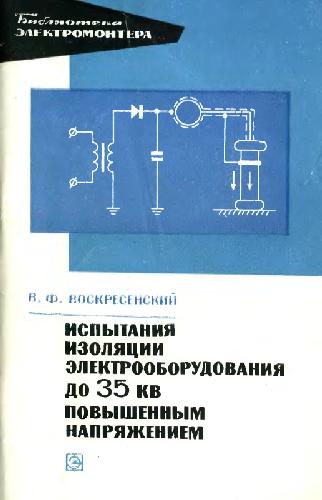 Библиотека
ЭЛЕКТРОМОНТЕРА
В. Ф. ВОСКРЕСЕНСКИЙ
ИСПЫТАНИЯ
ИЗОЛЯЦИИ
ЭЛЕКТРООБОРУДОВАНИЯ
ДО 35 КВ
ПОВЫШЕННЫМ
НАПРЯЖЕНИЕМ